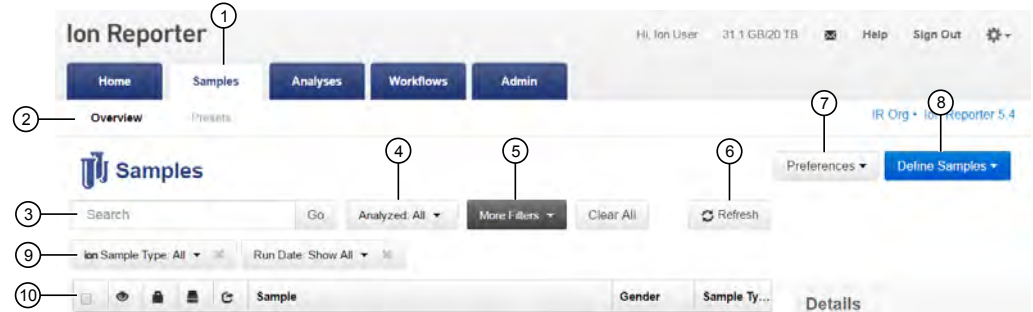 1
Ion Reporter
Hi, Ion User 31.1 GB/20 TB Help Sign Out
Home Samples Analyses Workflows Admin
2 Overview Presets
7 8
IR Org • Ion Reporter 5.4
4 5 6
Samples
Preferences Define Samples
3 Search Go Analyzed: All More Filters Clear All Refresh
9 ion Sample Type: All Run Date: Show All
10 Sample Gender Sample Ty...
Details